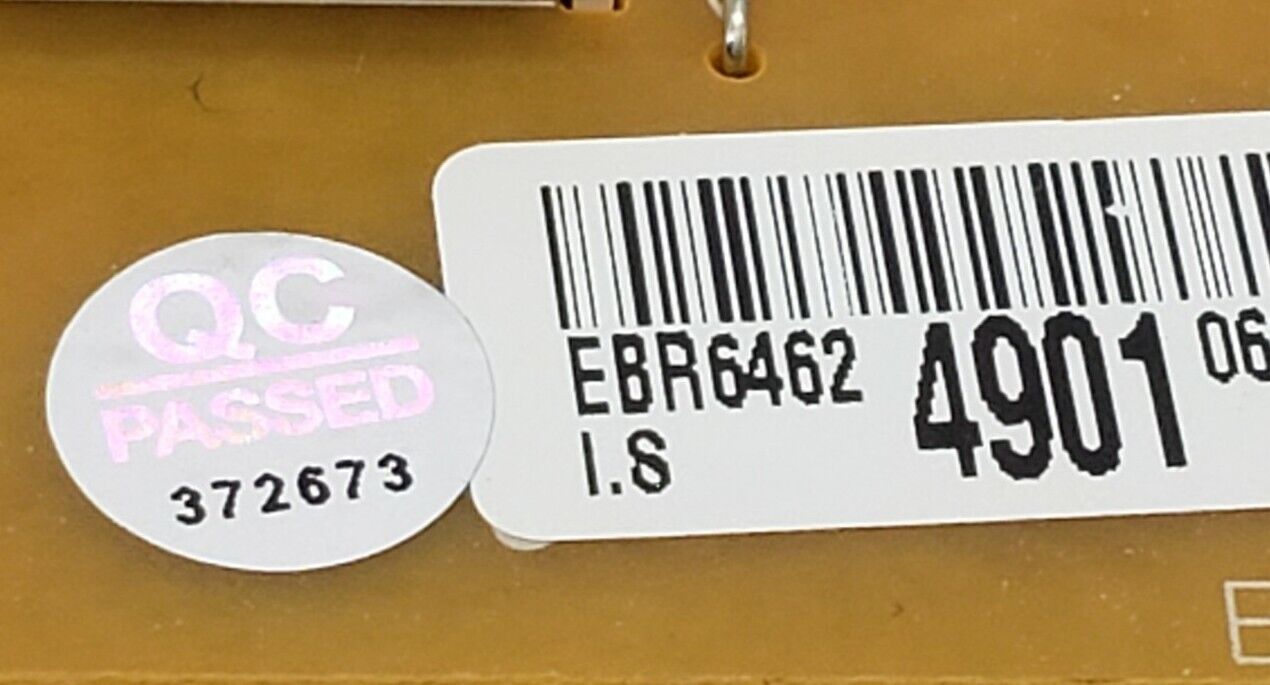 QC
PASSED
372673
EBR6462 4901 06
I.S
E